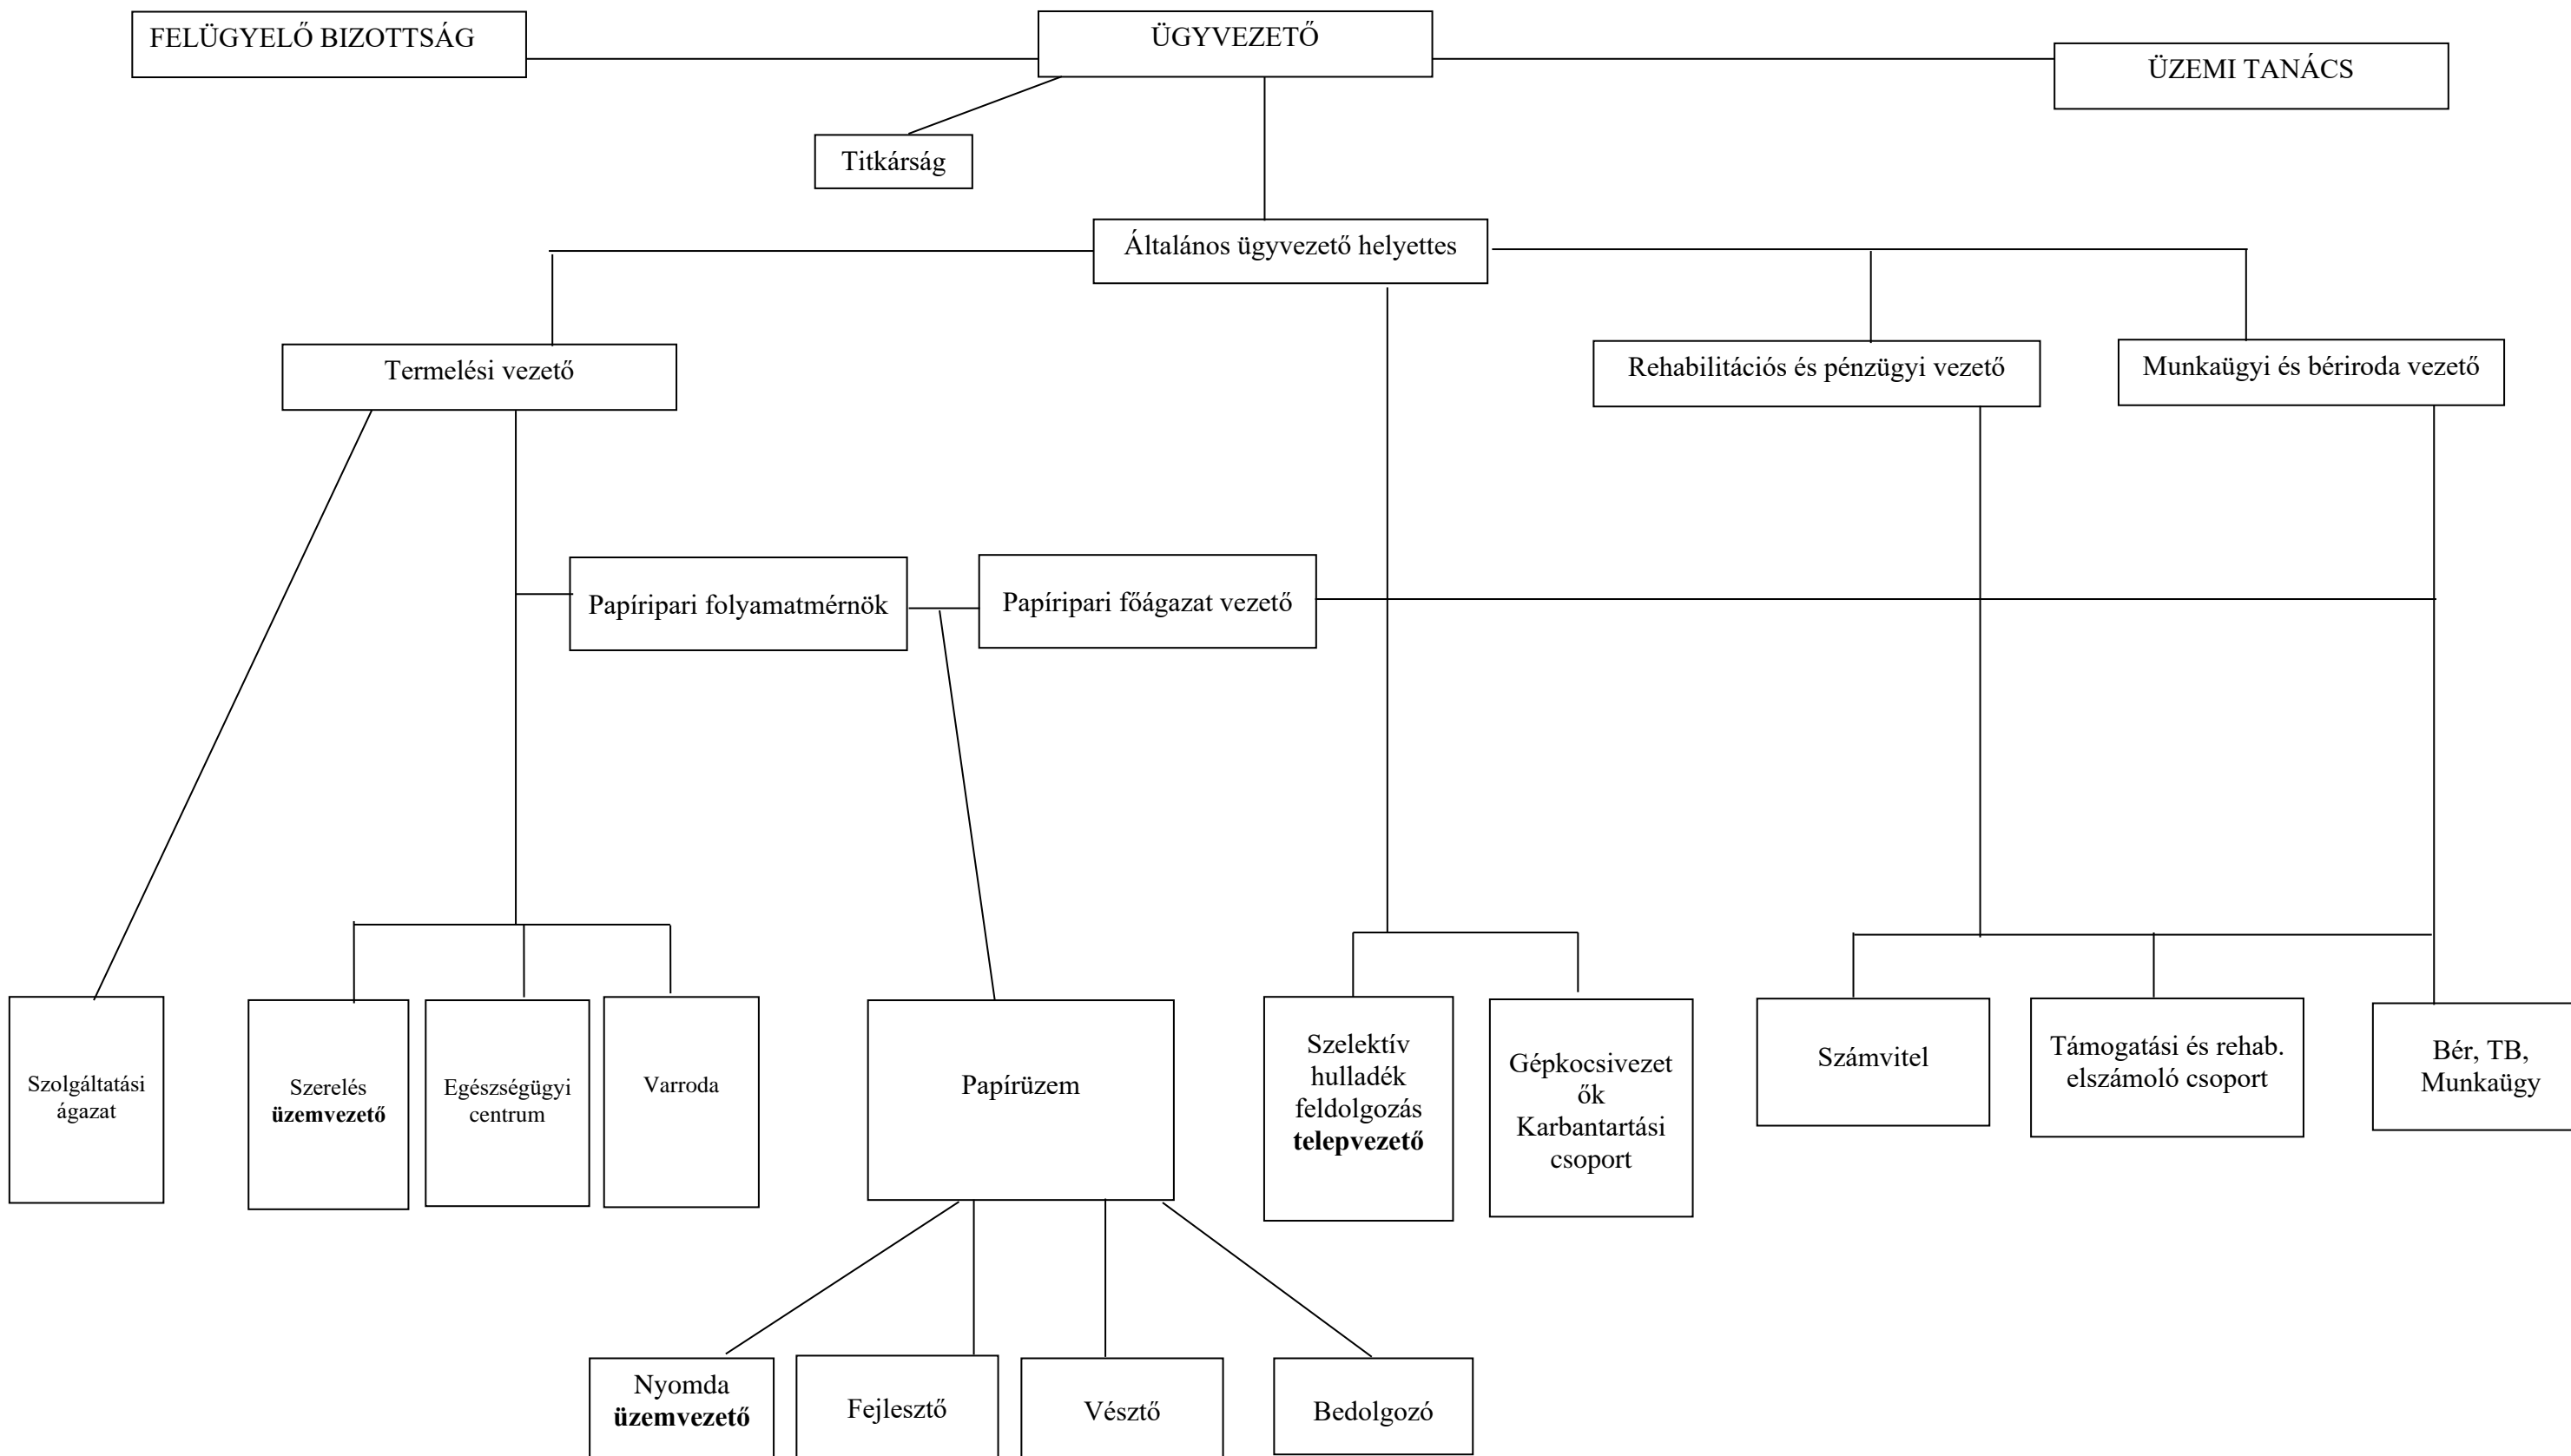 FELÜGYELŐ BIZOTTSÁG
ÜGYVEZETŐ
ÜZEMI TANÁCS
Titkárság
Általános ügyvezető helyettes
Termelési vezető
Rehabilitációs és pénzügyi vezető
Munkaügyi és bériroda vezető
Papíripari folyamatmérnök
Papíripari főágazat vezető
Szolgáltatási
ágazat
Szerelés
üzemvezető
Egészségügyi
centrum
Varroda
Papírüzem
Szelektív
hulladék
feldolgozás
telepvezető
Gépkocsivezet
ők
Karbantartási
csoport
Számvitel
Támogatási és rehab.
elszámoló csoport
Bér, TB,
Munkaügy
Nyomda
üzemvezető
Fejlesztő
Vésztő
Bedolgozó